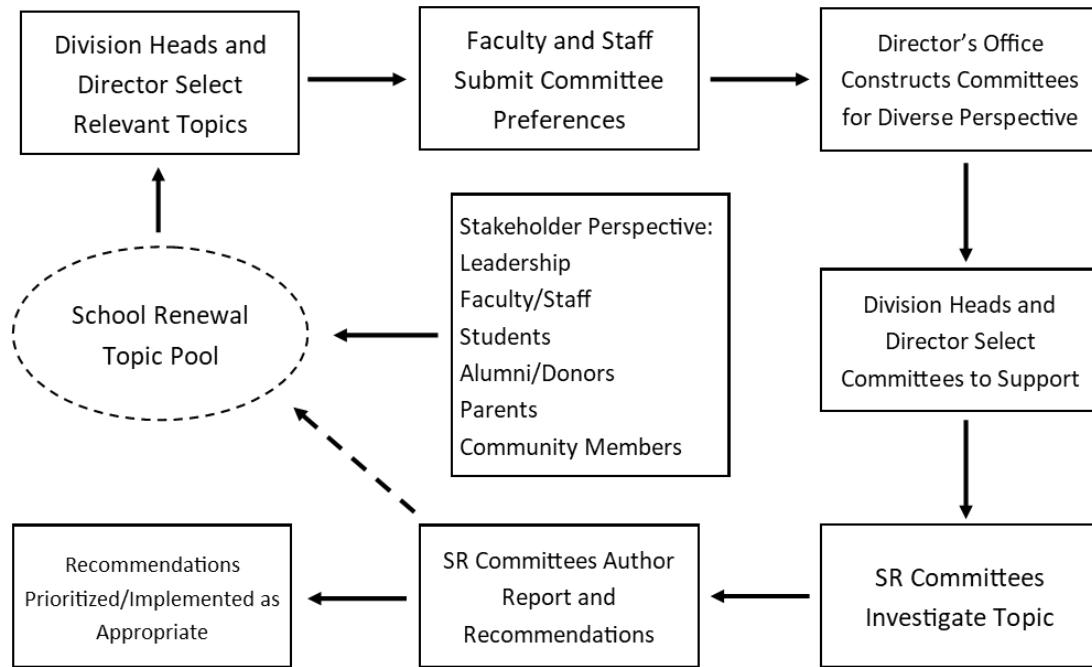 Division Heads and
Director Select
Relevant Topics
Faculty and Staff
Submit Committee
Preferences
Director’s Office
Constructs Committees
for Diverse Perspective
School Renewal
Topic Pool
Stakeholder Perspective:
Leadership
Faculty/Staff
Students
Alumni/Donors
Parents
Community Members
Division Heads and
Director Select
Committees to Support
Recommendations
Prioritized/Implemented as
Appropriate
SR Committees Author
Report and
Recommendations
SR Committees
Investigate Topic